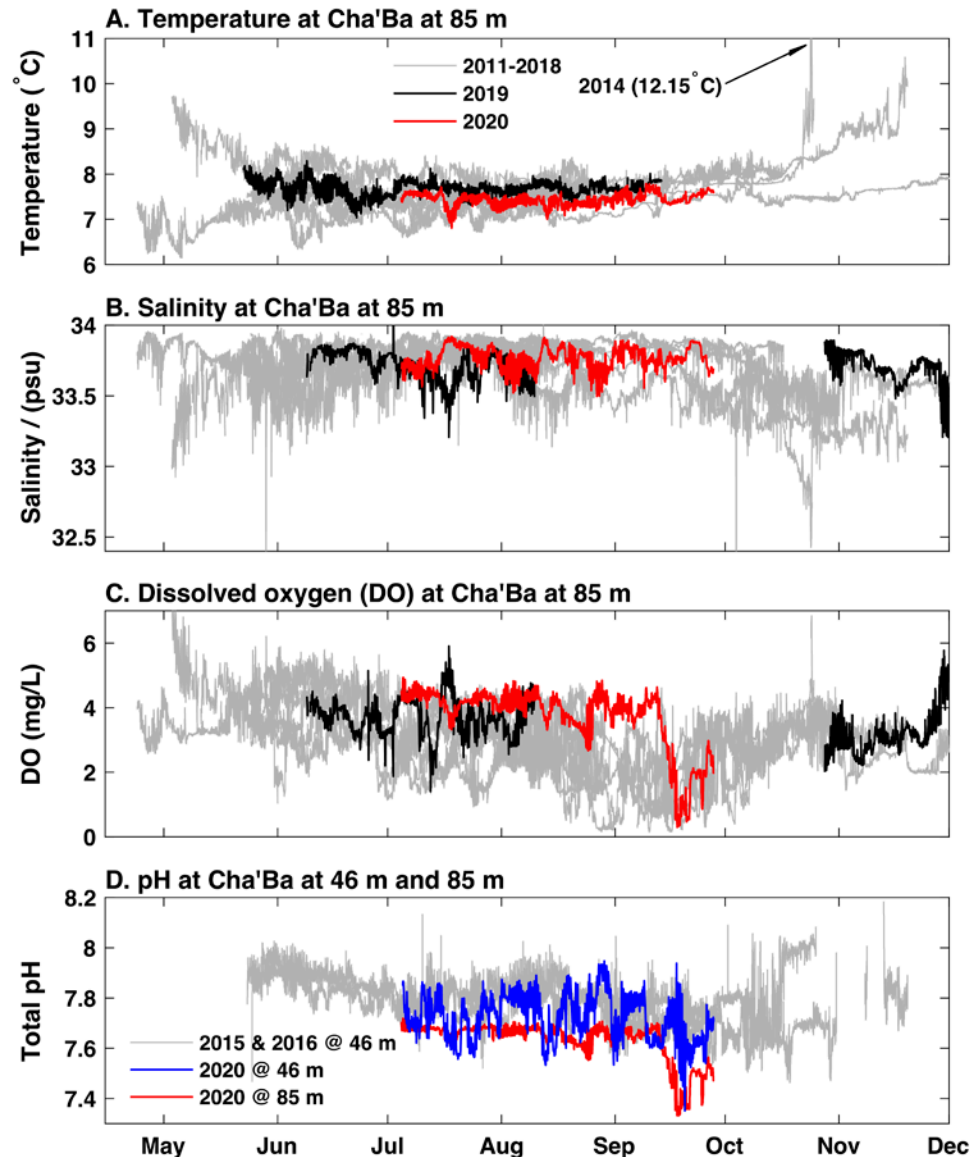 A. Temperature at Cha'Ba at 85 m
11
10
9
8
7
6
Temperature (°C)
2011-2018
2019
2020
2014 (12.15°C)
B. Salinity at Cha'Ba at 85 m
34
33.5
33
32.5
Salinity / (psu)
C. Dissolved oxygen (DO) at Cha'Ba at 85 m
6
4
2
0
DO (mg/L)
D. pH at Cha'Ba at 46 m and 85 m
8.2
8
7.8
7.6
7.4
Total pH
2015 & 2016 @ 46 m
2020 @ 46 m
2020 @ 85 m
May Jun Jul Aug Sep Oct Nov Dec